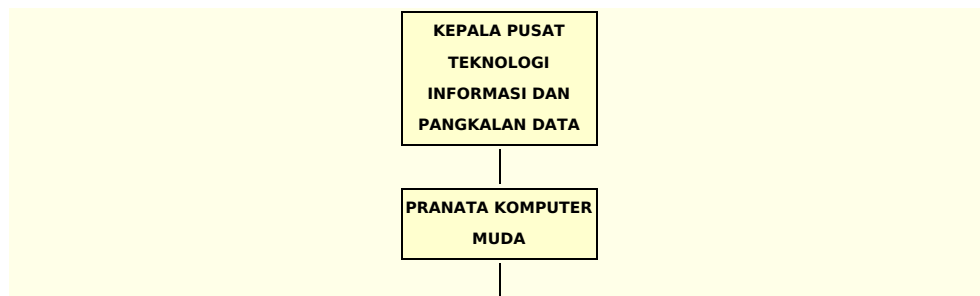 KEPALA PUSAT
TEKNOLOGI
INFORMASI DAN
PANGKALAN DATA
PRANATA KOMPUTER
MUDA